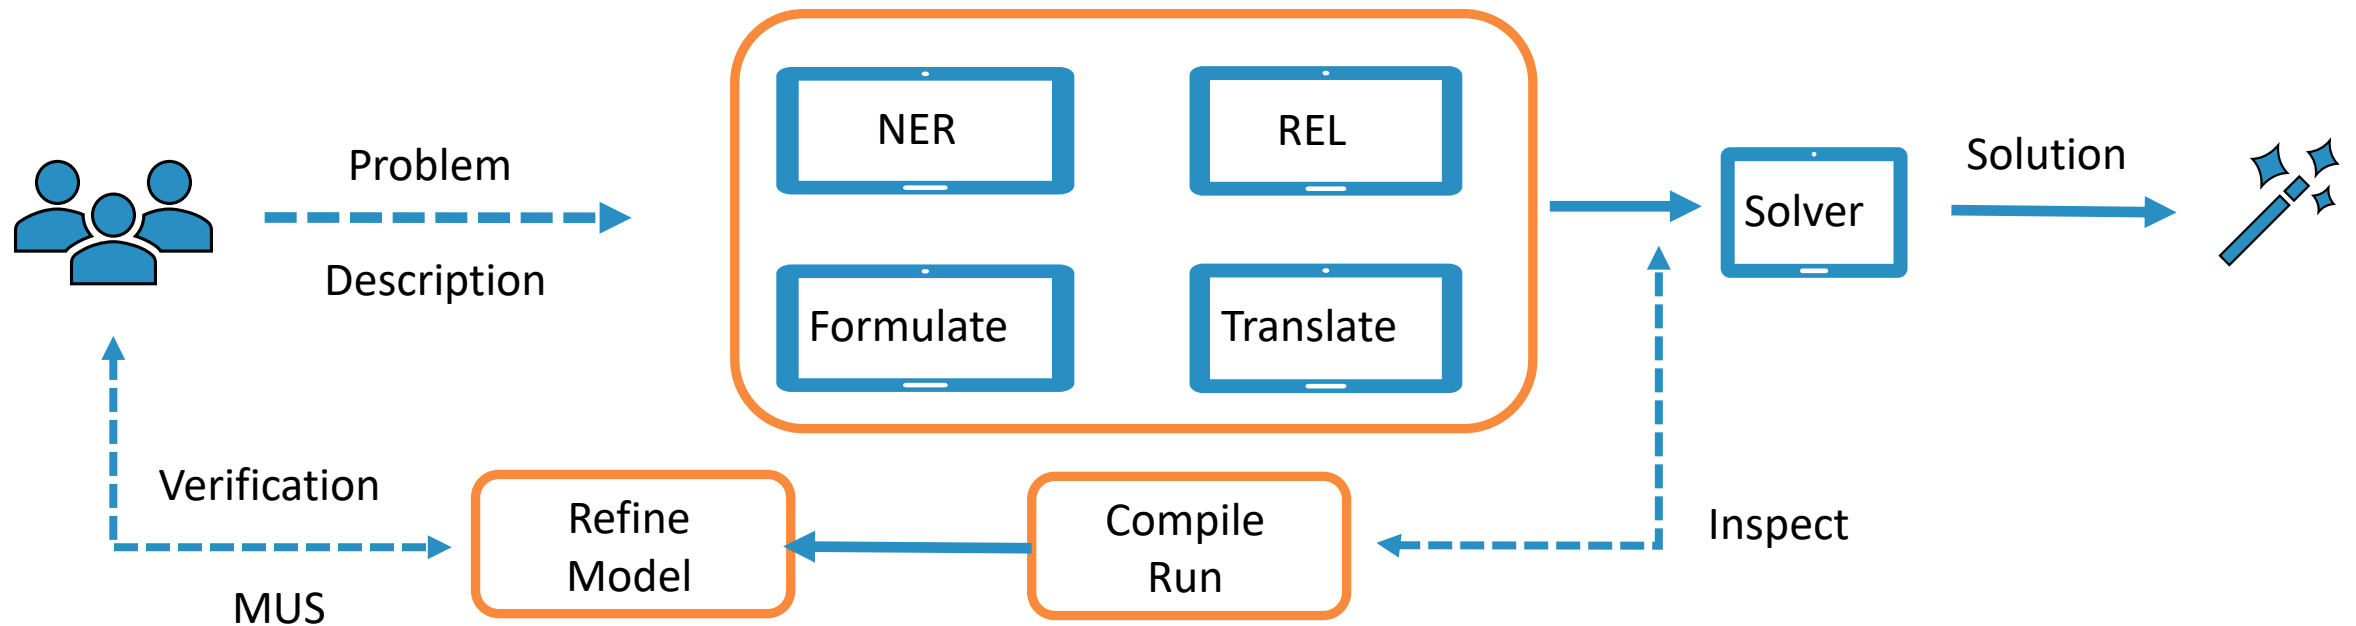 Problem
Description
NER
REL
Formulate
Translate
Solver
Solution
Verification
MUS
Refine
Model
Compile
Run
Inspect